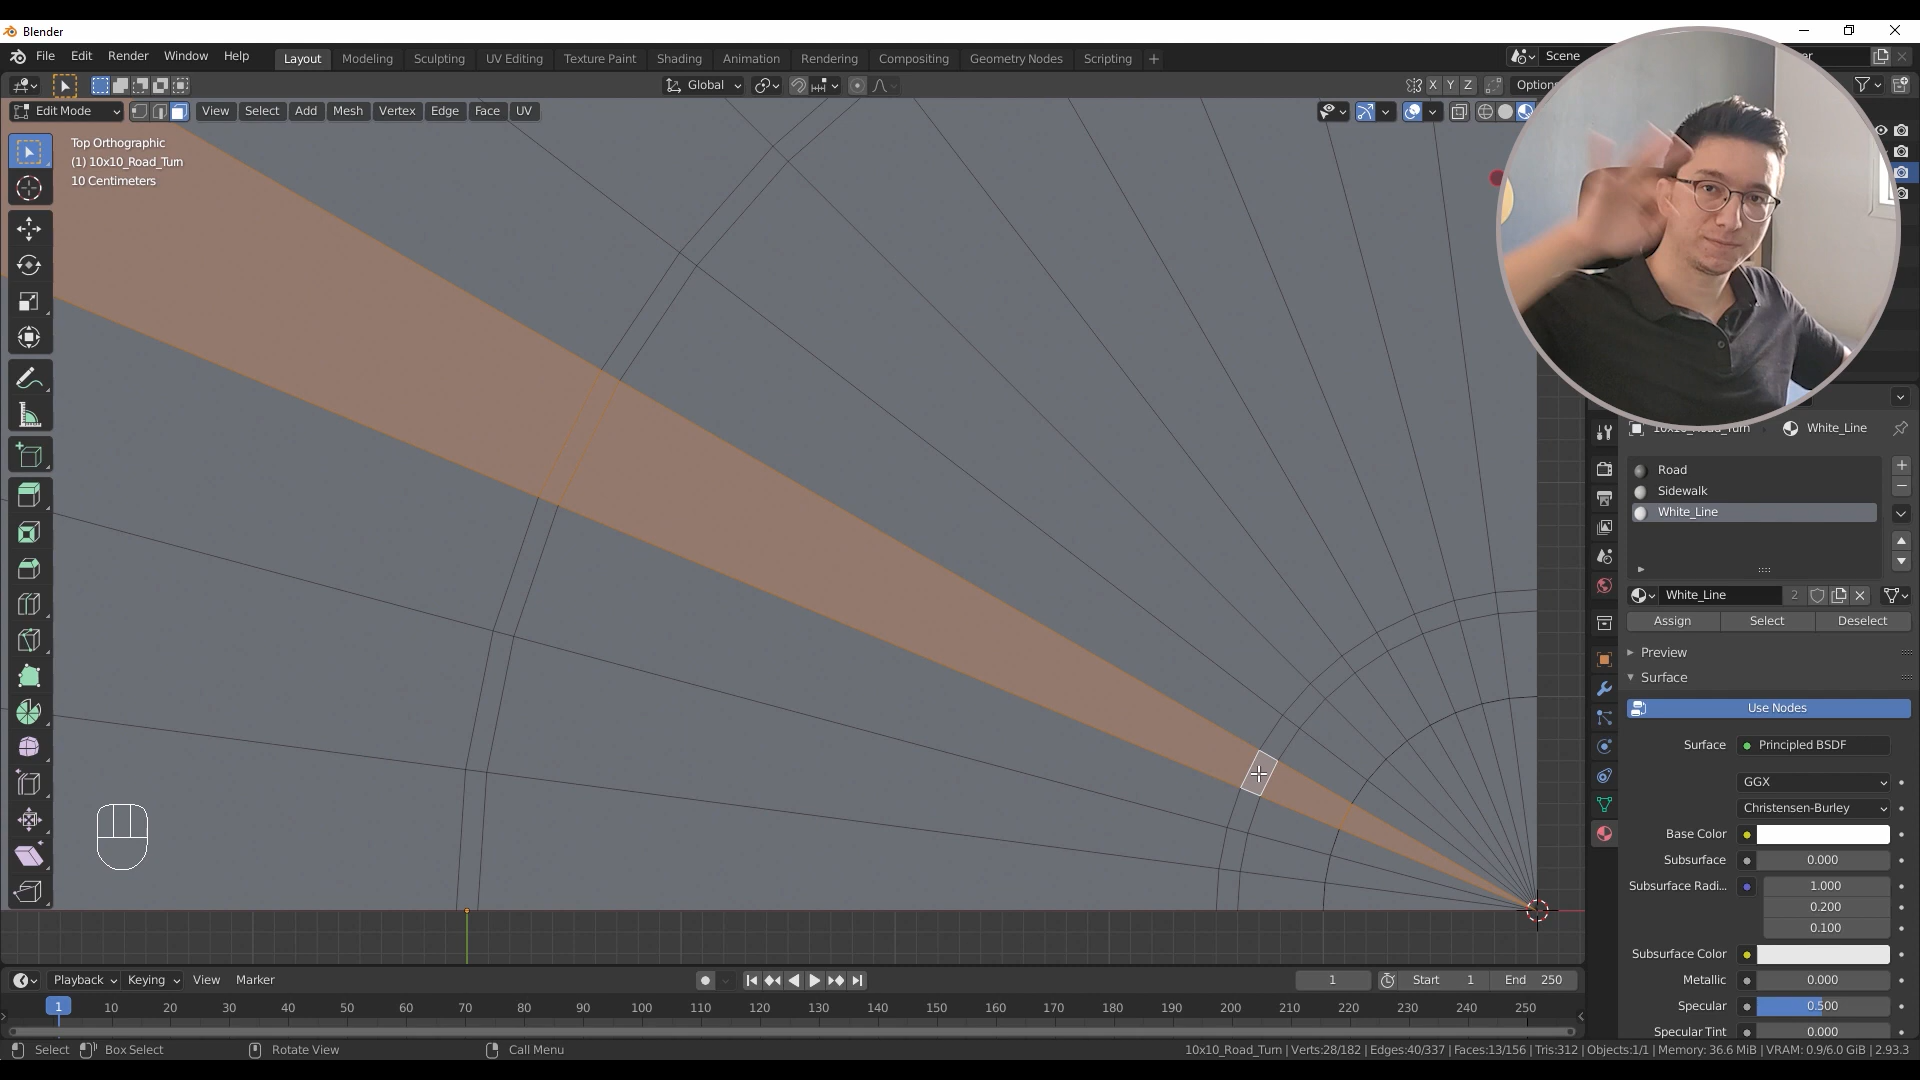 Blender
File Edit Render Window Help
Layout Modeling Sculpting UV Editing Texture Paint Shading Animation Rendering Compositing Geometry Nodes Scripting +
Scene
Global
X Y Z
Edit Mode
View Select Add Mesh Vertex Edge Face UV
Top Orthographic
(1) 10x10_Road_Turn
10 Centimeters
White_Line
Road
Sidewalk
White_Line
White_Line 2
Assign Select Deselect
Preview
Surface
Use Nodes
Surface Principled BSDF
GGX
Christensen-Burley
Base Color
Subsurface 0.000
Subsurface Radi... 1.000
0.200
0.100
Subsurface Color
Metallic 0.000
Specular 0.500
Specular Tint 0.000
Playback Keying View Marker
1 Start 1 End 250
1 10 20 30 40 50 60 70 80 90 100 110 120 130 140 150 160 170 180 190 200 210 220 230 240 250
Select Box Select Rotate View Call Menu
10x10_Road_Turn | Verts:28/182 | Edges:40/337 | Faces:13/156 | Tris:312 | Objects:1/1 | Memory: 36.6 MiB | VRAM: 0.9/6.0 GiB | 2.93.3